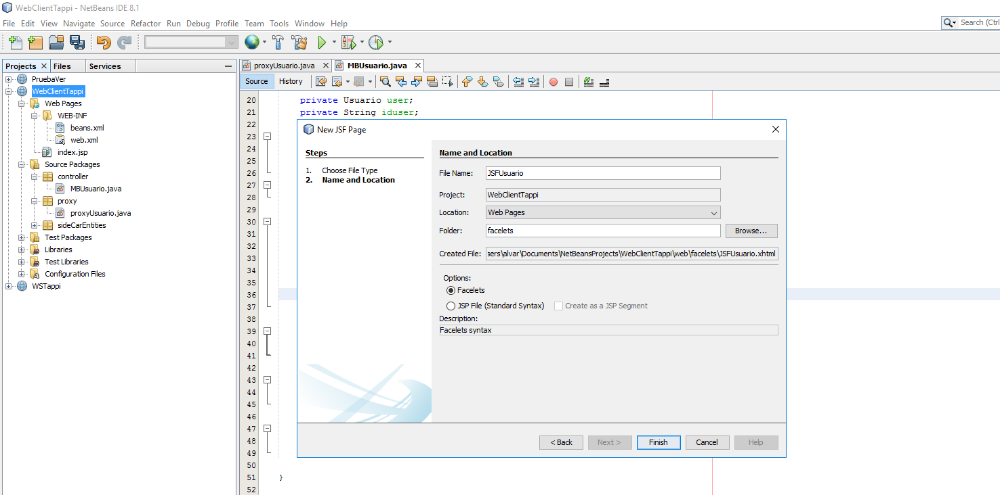 WebClientTappi - NetBeans IDE 8.1
File Edit View Navigate Source Refactor Run Debug Profile Team Tools Window Help
Search (Ctrl
Projects Files Services
proxyUsuario.java MBUsuario.java
Source History
PruebaVer
WebClientTappi
Web Pages
WEB-INF
beans.xml
web.xml
index.jsp
Source Packages
controller
MBUsuario.java
proxy
proxyUsuario.java
sideCarEntities
Test Packages
Libraries
Test Libraries
Configuration Files
WSTappi
20 private Usuario user;
21 private String iduser;
22
23
24
25
26
27
28
29
30
31
32
33
34
35
36
37
38
39
40
41
42
43
44
45
46
47
48
49
50
51 }
52
New JSF Page
Steps
1. Choose File Type
2. Name and Location
Name and Location
File Name: JSFUsuario
Project: WebClientTappi
Location: Web Pages
Folder: facelets Browse...
Created File: sers\alvar\Documents\NetBeansProjects\WebClientTappi\web\facelets\JSFUsuario.xhtml
Options:
Facelets
JSP File (Standard Syntax) Create as a JSP Segment
Description:
Facelets syntax
< Back Next > Finish Cancel Help